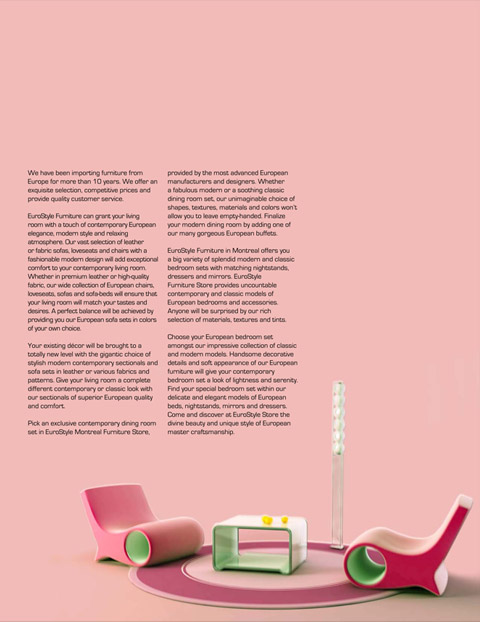 We have been importing furniture from
Europe for more than 10 years. We offer an
exquisite selection, competitive prices and
provide quality customer service.
EuroStyle Furniture can grant your living
room with a touch of contemporary European
elegance, modern style and relaxing
atmosphere. Our vast selection of leather
or fabric sofas, loveseats and chairs with a
fashionable modern design will add exceptional
comfort to your contemporary living room.
Whether in premium leather or high-quality
fabric, our wide collection of European chairs,
loveseats, sofas and sofa-beds will ensure that
your living room will match your tastes and
desires. A perfect balance will be achieved by
providing you our European sofa sets in colors
of your own choice.
Your existing décor will be brought to a
totally new level with the gigantic choice of
stylish modern contemporary sectionals and
sofa sets in leather or various fabrics and
patterns. Give your living room a complete
different contemporary or classic look with
our sectionals of superior European quality
and comfort.
Pick an exclusive contemporary dining room
set in EuroStyle Montreal Furniture Store,
provided by the most advanced European
manufacturers and designers. Whether
a fabulous modern or a soothing classic
dining room set, our unimaginable choice of
shapes, textures, materials and colors won't
allow you to leave empty-handed. Finalize
your modern dining room by adding one of
our many gorgeous European buffets.
EuroStyle Furniture in Montreal offers you
a big variety of splendid modern and classic
bedroom sets with matching nightstands,
dressers and mirrors. EuroStyle
Furniture Store provides uncountable
contemporary and classic models of
European bedrooms and accessories.
Anyone will be surprised by our rich
selection of materials, textures and tints.
Choose your European bedroom set
amongst our impressive collection of classic
and modern models. Handsome decorative
details and soft appearance of our European
furniture will give your contemporary
bedroom set a look of lightness and serenity.
Find your special bedroom set within our
delicate and elegant models of European
beds, nightstands, mirrors and dressers.
Come and discover at EuroStyle Store the
divine beauty and unique style of European
master craftsmanship.